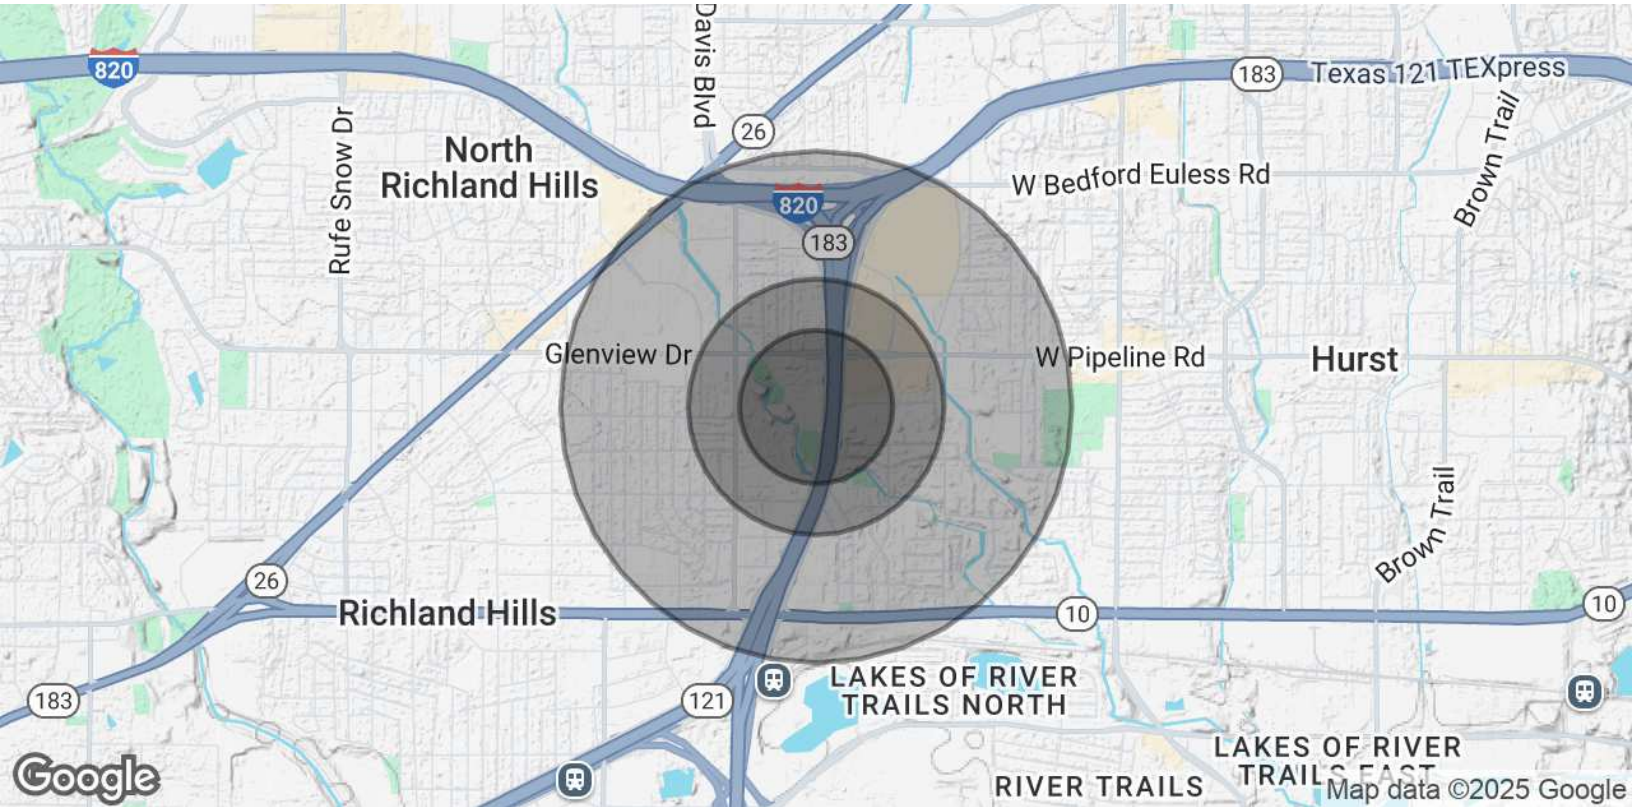 Davis Blvd
820
183
Texas 121 TEXpress
26
North
Richland Hills
Rufe Snow Dr
W Bedford Euless Rd
Brown Trail
820
183
Glenview Dr
W Pipeline Rd
Hurst
Brown Trail
26
Richland Hills
10
10
LAKES OF RIVER
TRAILS NORTH
183
121
LAKES OF RIVER
TRAILS EAST
RIVER TRAILS
Google
Map data ©2025 Google